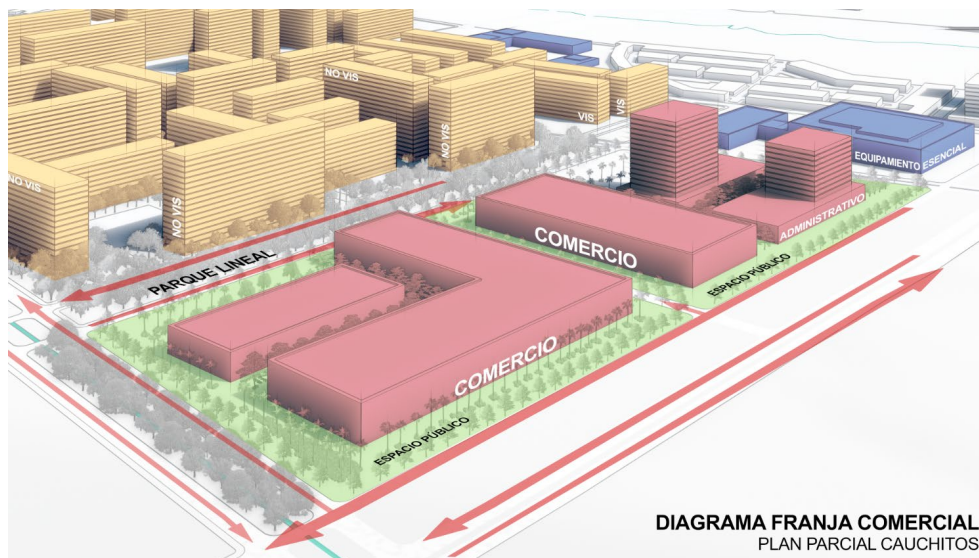 NO VIS
VIS
VIS
NO VIS
NO VIS
NO VIS
EQUIPAMIENTO ESENCIAL
ADMINISTRATIVO
COMERCIO
PARQUE LINEAL
ESPACIO PÚBLICO
COMERCIO
ESPACIO PÚBLICO
DIAGRAMA FRANJA COMERCIAL
PLAN PARCIAL CAUCHITOS